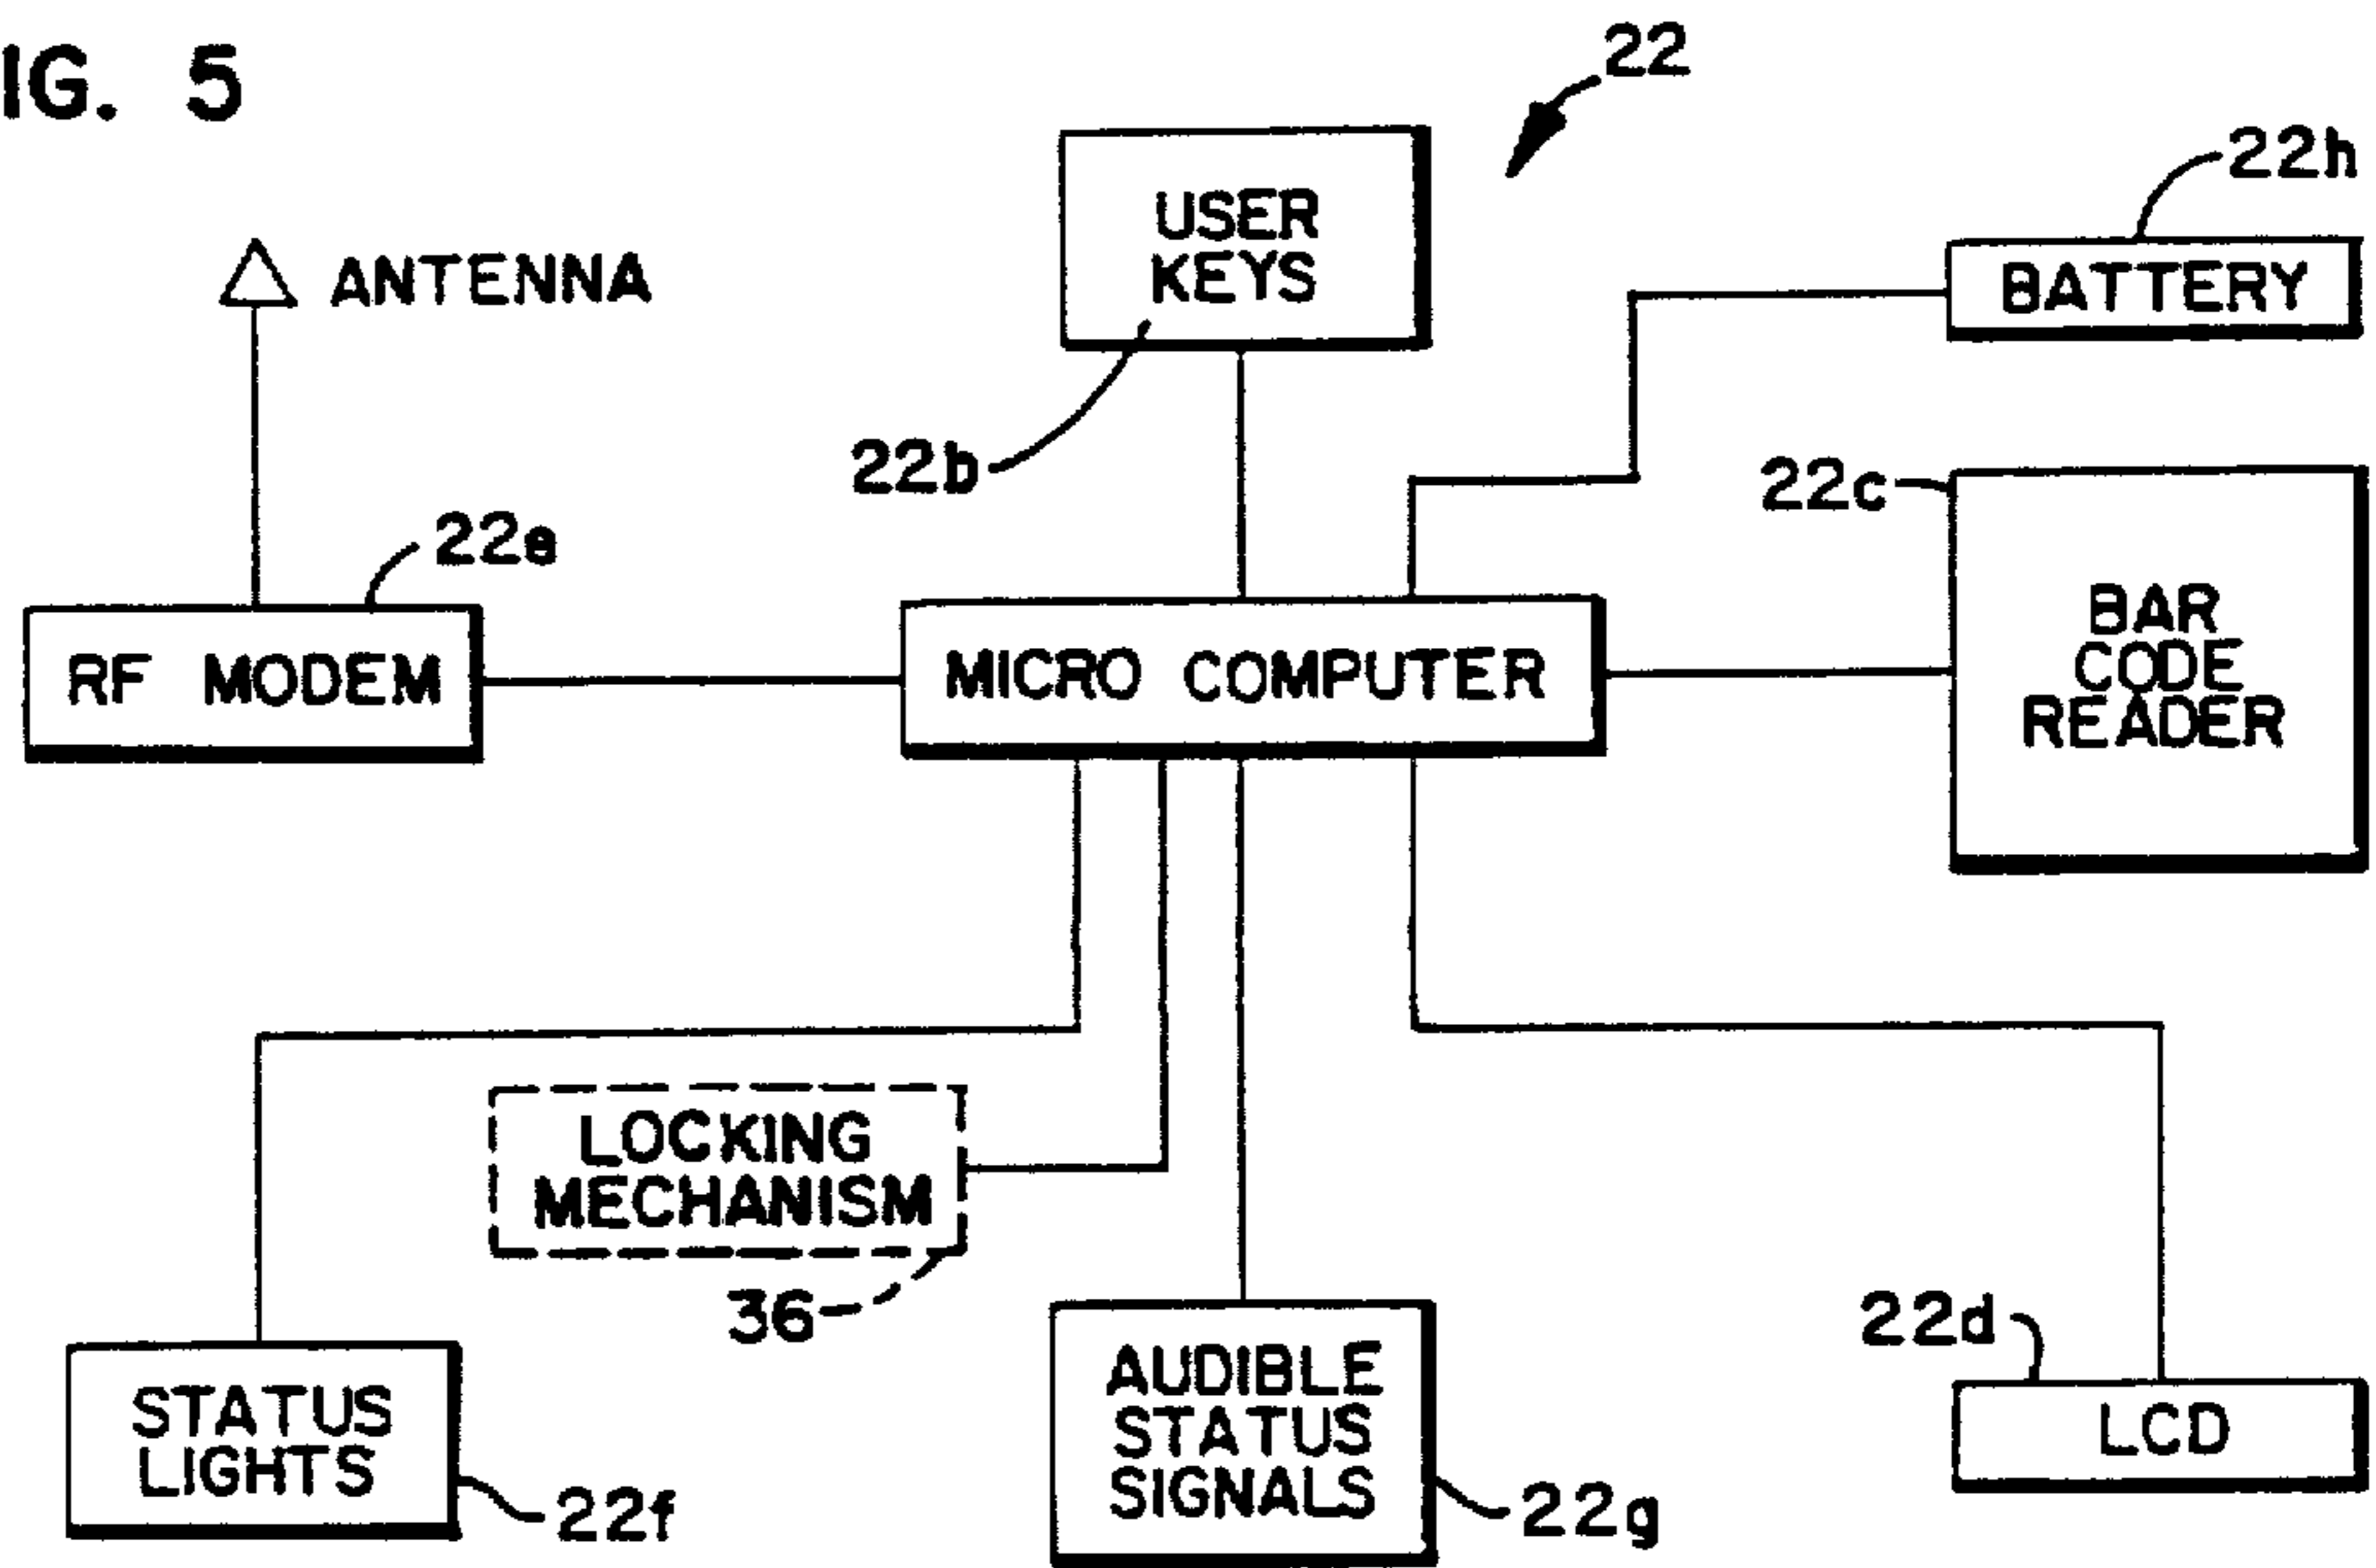 IG. 5
22
USER
KEYS
22h
BATTERY
ANTENNA
22b
22c
22e
RF MODEM
MICRO COMPUTER
BAR
CODE
READER
LOCKING
MECHANISM
36
22d
LCD
STATUS
LIGHTS
22f
AUDIBLE
STATUS
SIGNALS
22g